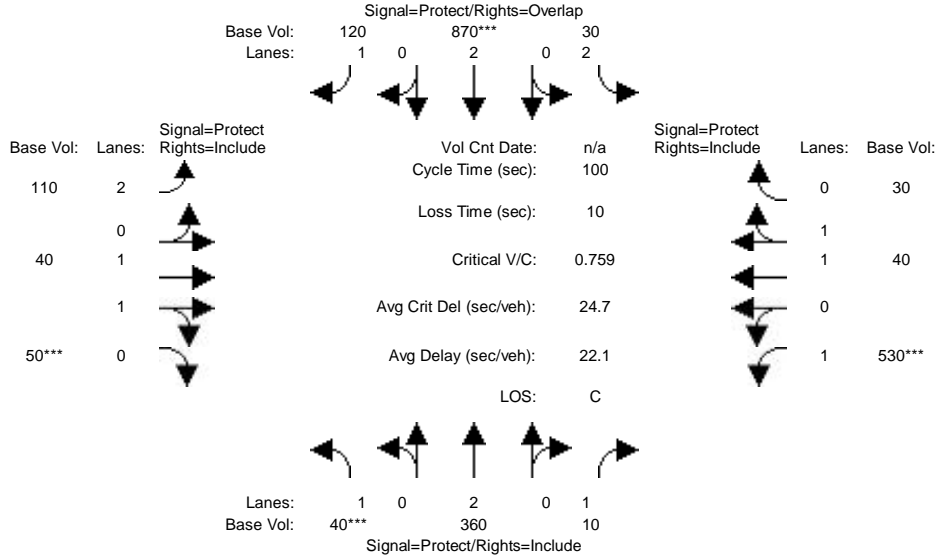 Signal=Protect/Rights=Overlap
Base Vol: 120 870*** 30
Lanes: 1 0 2 0 2
Signal=Protect
Base Vol: Lanes: Rights=Include
Vol Cnt Date: n/a
Signal=Protect
Rights=Include Lanes: Base Vol:
Cycle Time (sec): 100
110 2
0 30
Loss Time (sec): 10
0
1
40 1
Critical V/C: 0.759
1 40
1
Avg Crit Del (sec/veh): 24.7
0
50*** 0
Avg Delay (sec/veh): 22.1
1 530***
LOS: C
Lanes: 1 0 2 0 1
Base Vol: 40*** 360 10
Signal=Protect/Rights=Include